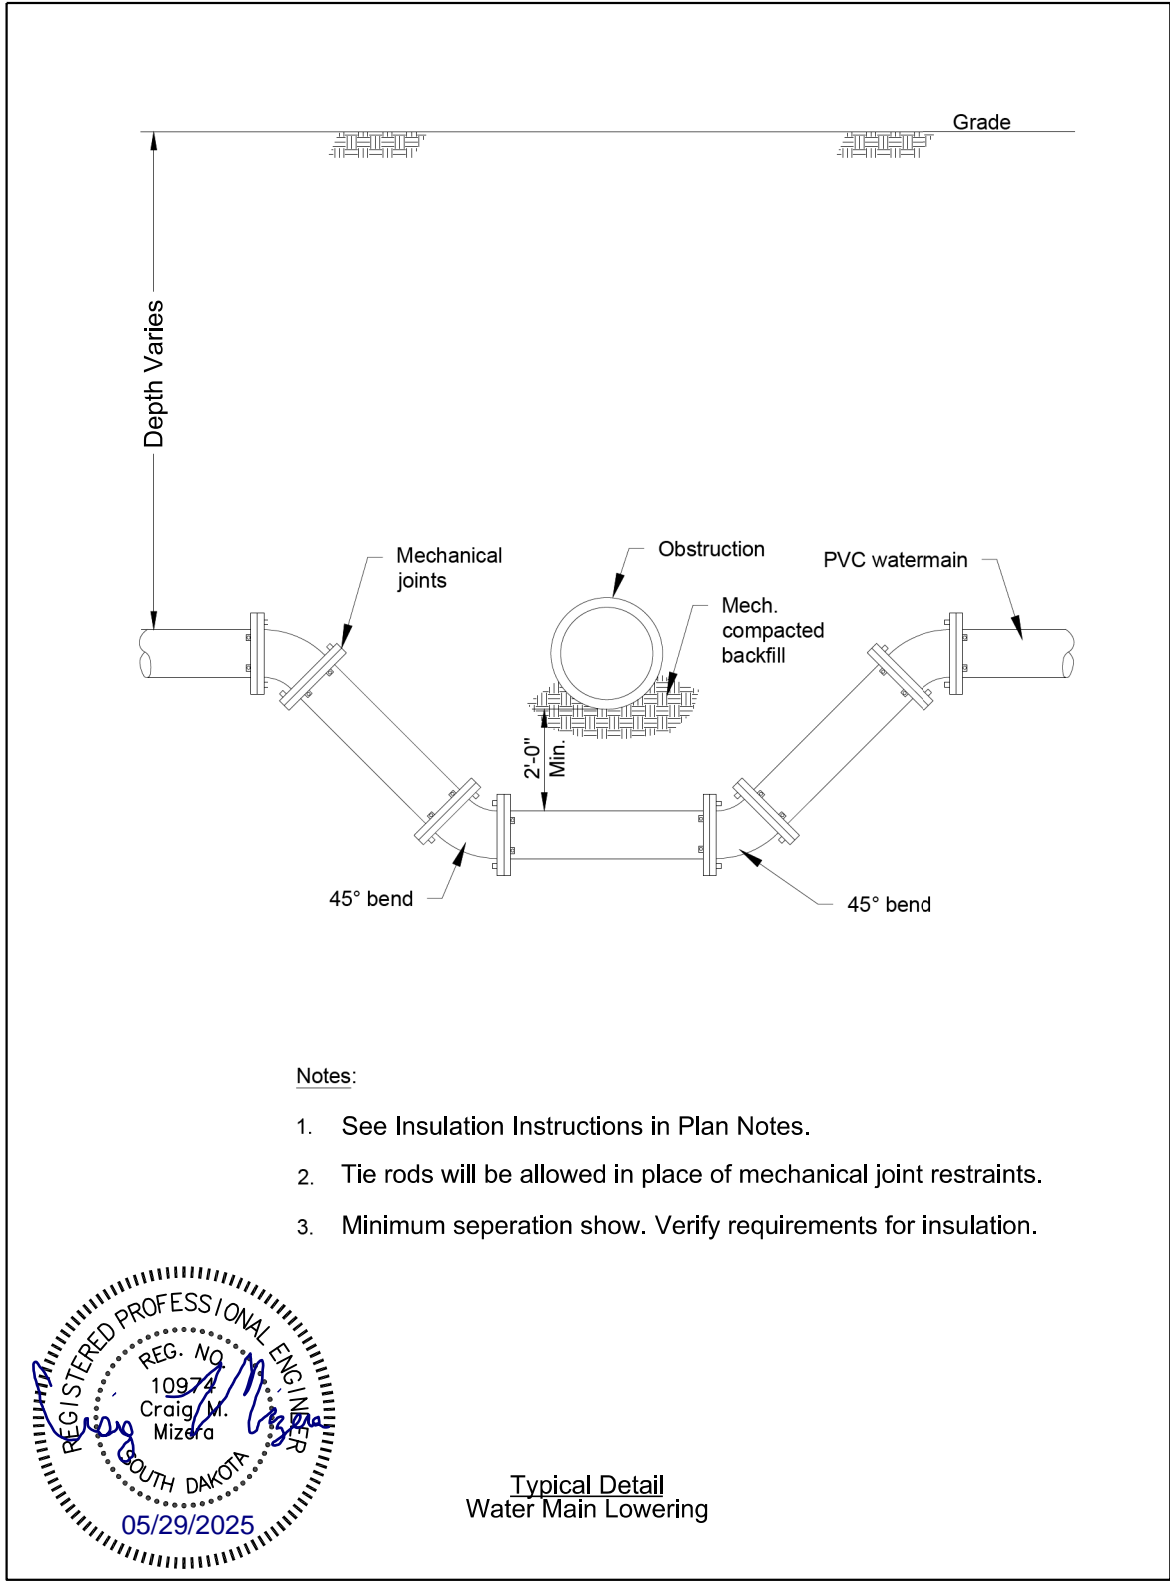 Grade
Depth Varies
Mechanical
joints
Obstruction
PVC watermain
Mech.
compacted
backfill
2'-0"
Min.
45° bend
45° bend
Notes:
1. See Insulation Instructions in Plan Notes.
2. Tie rods will be allowed in place of mechanical joint restraints.
3. Minimum seperation show. Verify requirements for insulation.
REGISTERED PROFESSIONAL ENGINEER
REG. NO.
10974
Craig M.
Mizera
SOUTH DAKOTA
Craig Mizera
05/29/2025
Typical Detail
Water Main Lowering